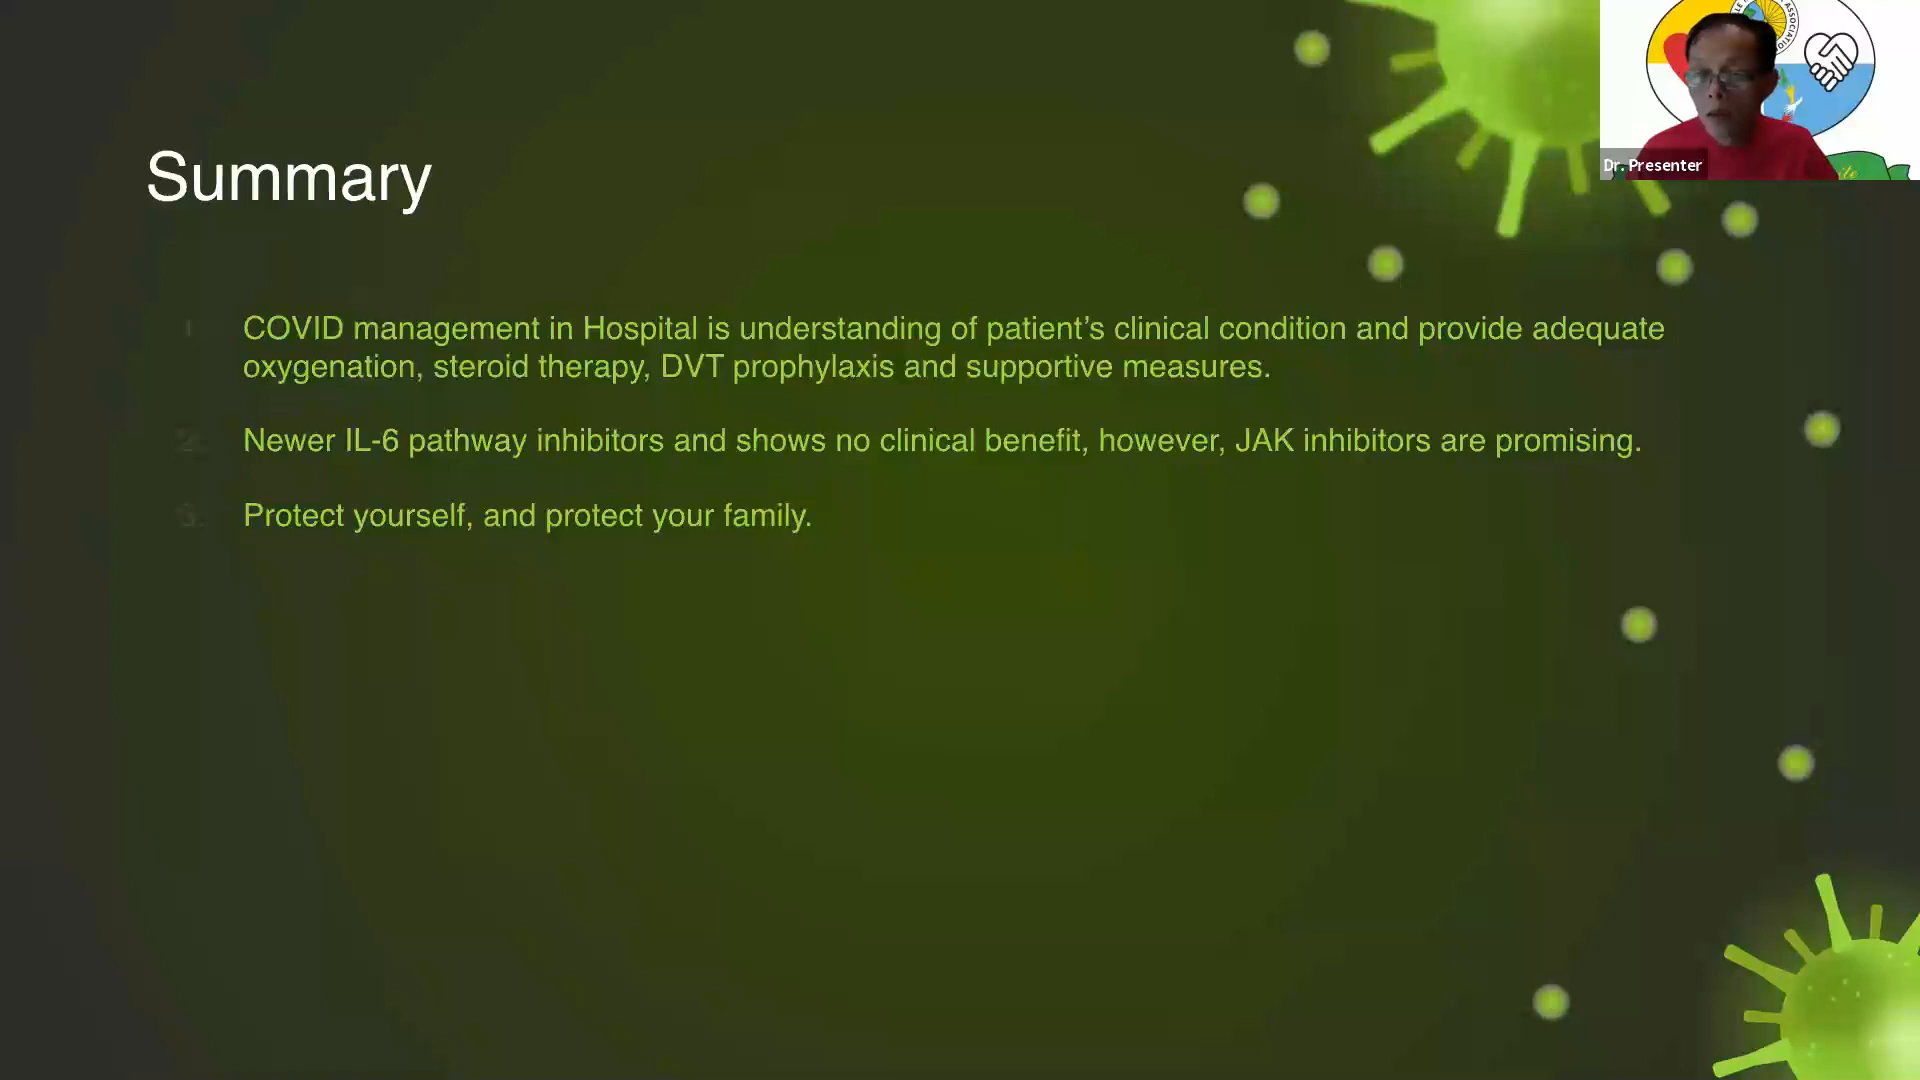 Summary
1. COVID management in Hospital is understanding of patient’s clinical condition and provide adequate
oxygenation, steroid therapy, DVT prophylaxis and supportive measures.
2. Newer IL-6 pathway inhibitors and shows no clinical benefit, however, JAK inhibitors are promising.
Protect yourself, and protect your family.
ASSOCIATIO
Dr. Presenter